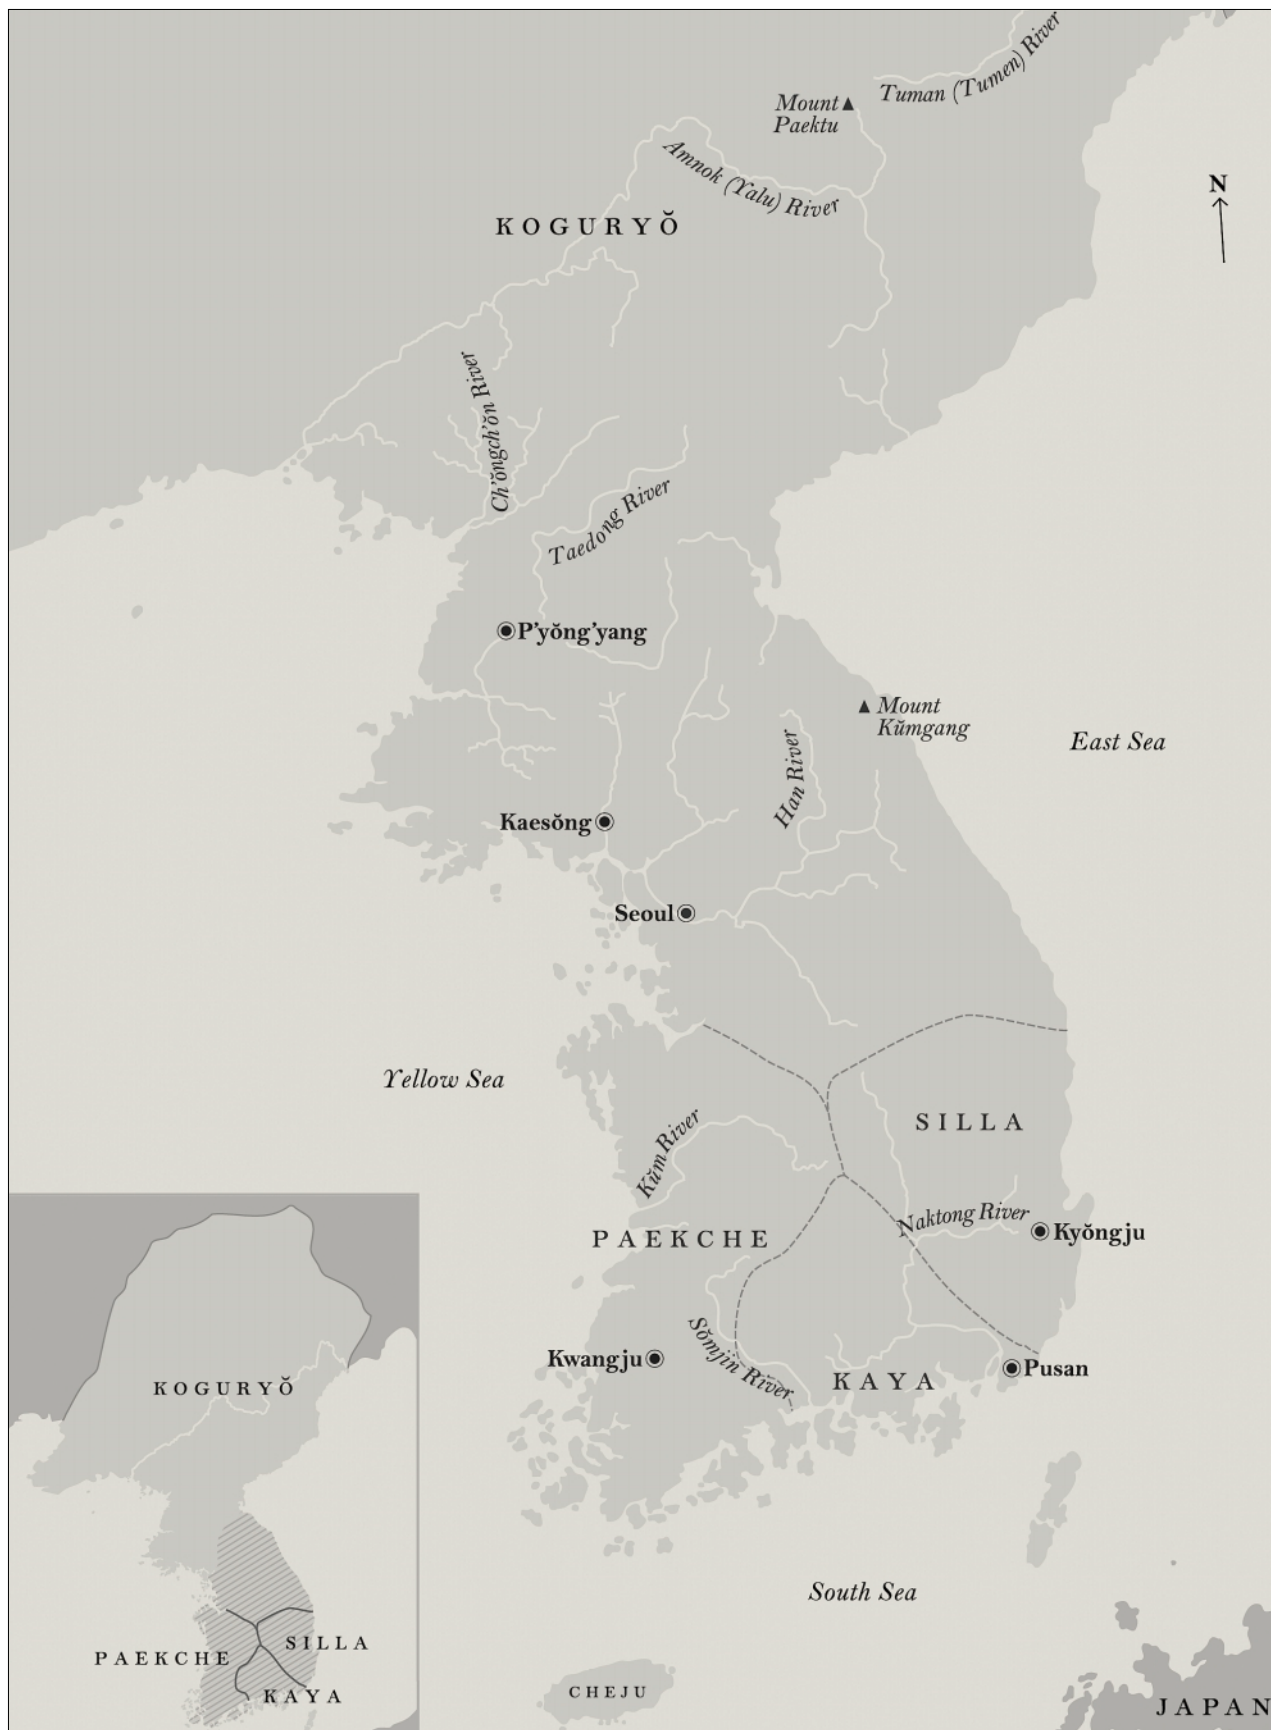 Tuman (Tumen) River
Mount
Paektu
Amnok (Yalu) River
N
KOGURYŎ
Ch'ŏngch'ŏn River
Taedong River
P'yŏng'yang
Mount
Kŭmgang
East Sea
Han River
Kaesŏng
Seoul
Yellow Sea
SILLA
Kŭm River
Naktong River
Kyŏngju
PAEKCHE
Sŏmjin River
Kwangju
Pusan
KAYA
KOGURYŎ
South Sea
SILLA
PAEKCHE
KAYA
CHEJU
JAPAN